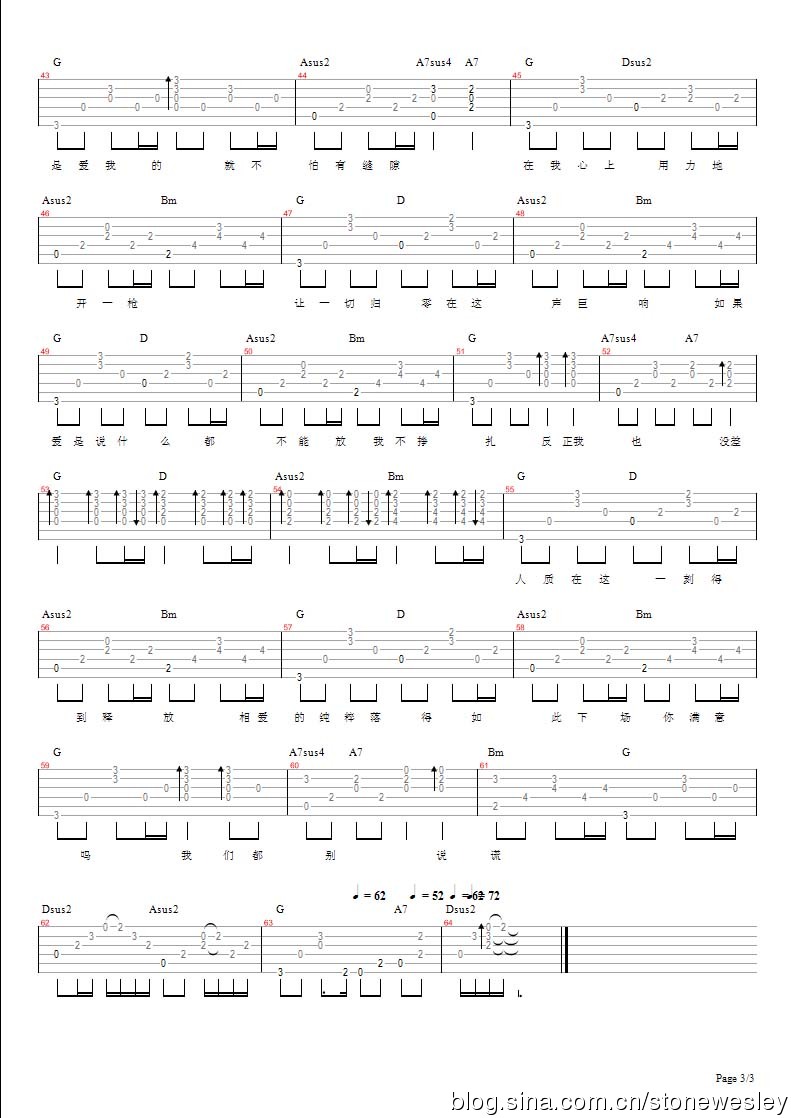 G Asus2 A7sus4 A7 G Dsus2
43 44 45
是 爱 我 的 就 不 怕 有 缝 隙 在 我 心 上 用 力 地
Asus2 Bm G D Asus2 Bm
46 47 48
开 一 枪 让 一 切 归 零 在 这 声 巨 响 如 果
G D Asus2 Bm G A7sus4 A7
49 50 51 52
爱 是 说 什 么 都 不 能 放 我 不 挣 扎 反 正 我 也 没 差
G D Asus2 Bm G D
53 54 55
人 质 在 这 一 刻 得
Asus2 Bm G D Asus2 Bm
56 57 58
到 释 放 相 爱 的 纯 粹 落 得 如 此 下 场 你 满 意
G A7sus4 A7 Bm G
59 60 61
吗 我 们 都 别 说 谎
= 62 = 52 = 62 = 72
Dsus2 Asus2 G A7 Dsus2
62 63 64
Page 3/3
blog.sina.com.cn/stonewesley